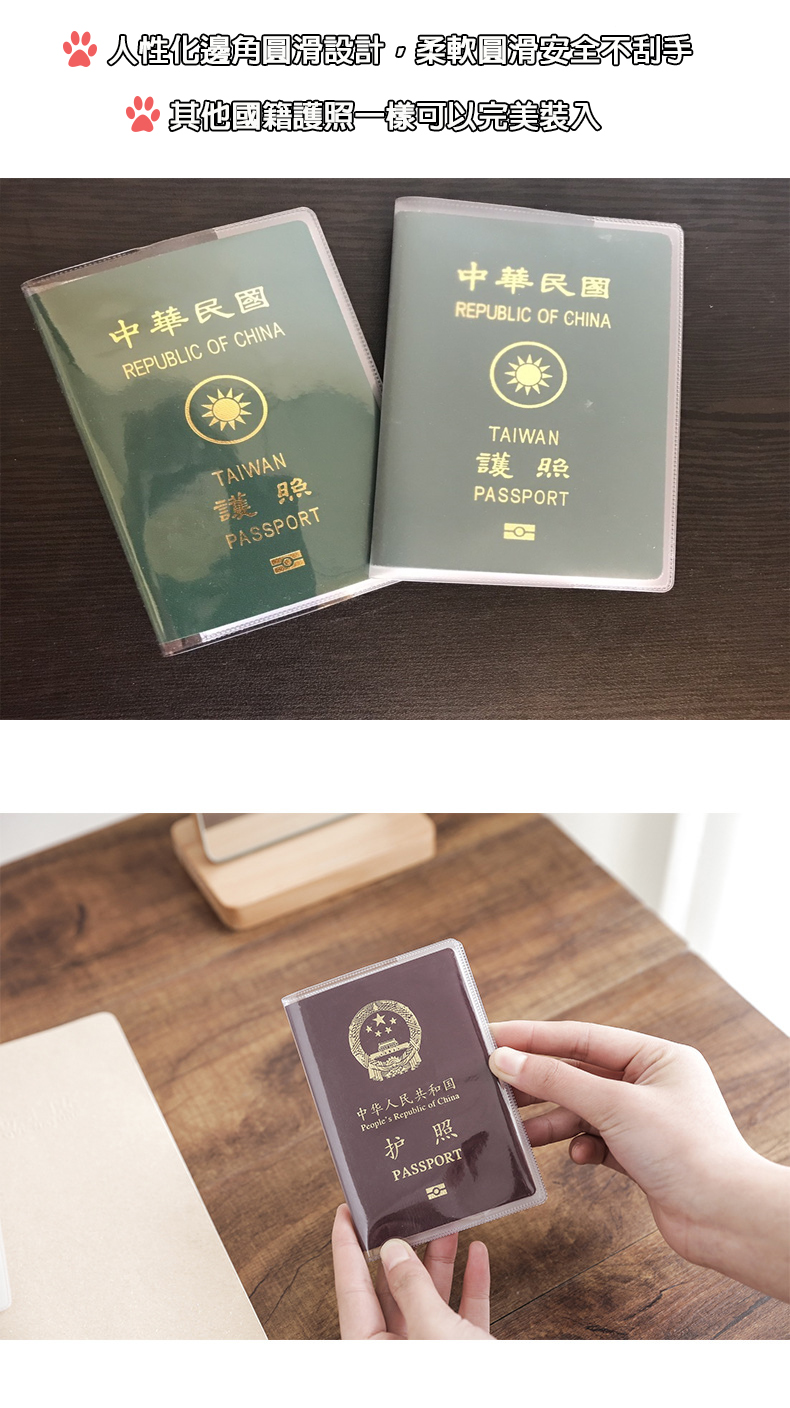 人性化邊角圓滑設計，柔軟圓滑安全不刮手
其他國籍護照一樣可以完美裝入
中華民國
REPUBLIC OF CHINA
TAIWAN
護照
PASSPORT
中華民國
REPUBLIC OF CHINA
TAIWAN
護照
PASSPORT
中华人民共和国
People's Republic of China
护照
PASSPORT